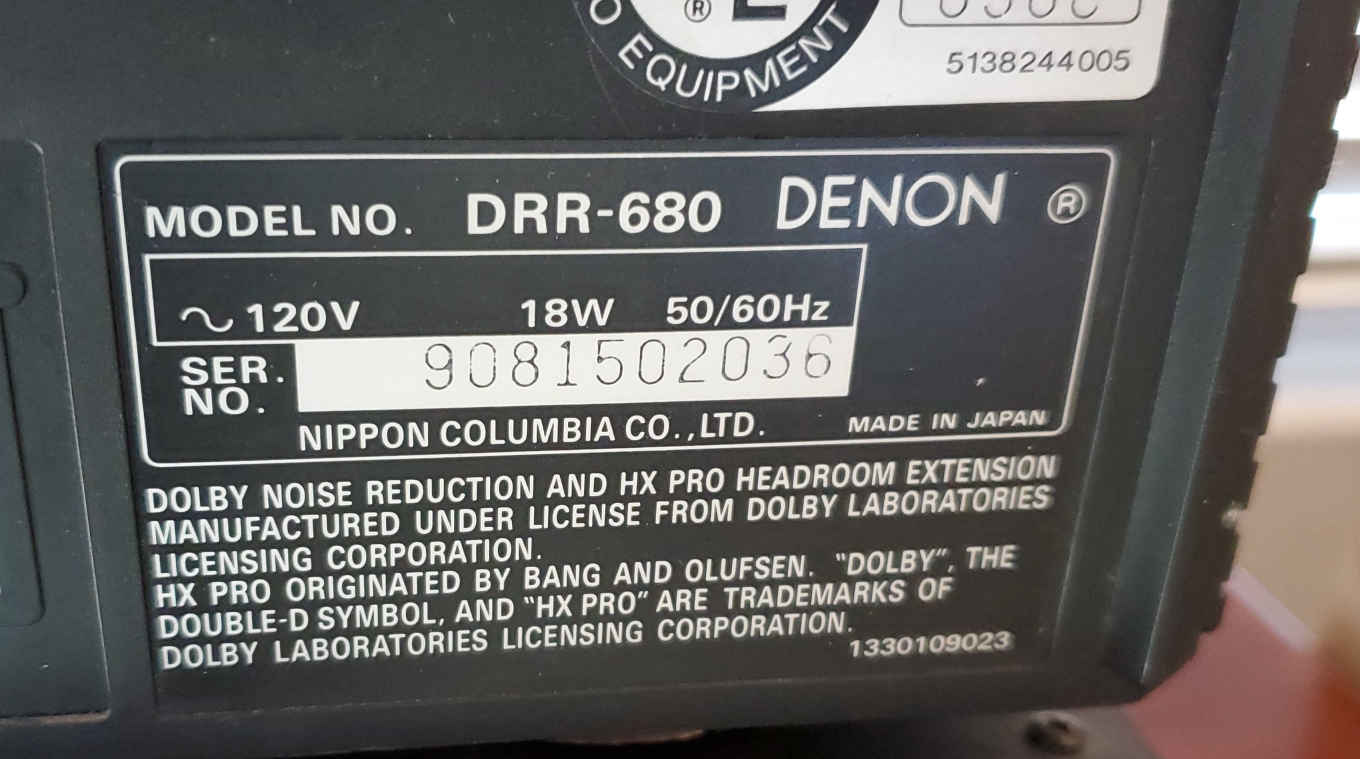 ® L
O EQUIPMENT
5138244005
MODEL NO. DRR-680 DENON ®
~ 120V 18W 50/60Hz
SER. 9081502036
NO.
NIPPON COLUMBIA CO.,LTD. MADE IN JAPAN
DOLBY NOISE REDUCTION AND HX PRO HEADROOM EXTENSION
MANUFACTURED UNDER LICENSE FROM DOLBY LABORATORIES
LICENSING CORPORATION.
HX PRO ORIGINATED BY BANG AND OLUFSEN. "DOLBY", THE
DOUBLE-D SYMBOL, AND "HX PRO" ARE TRADEMARKS OF
DOLBY LABORATORIES LICENSING CORPORATION.
1330109023